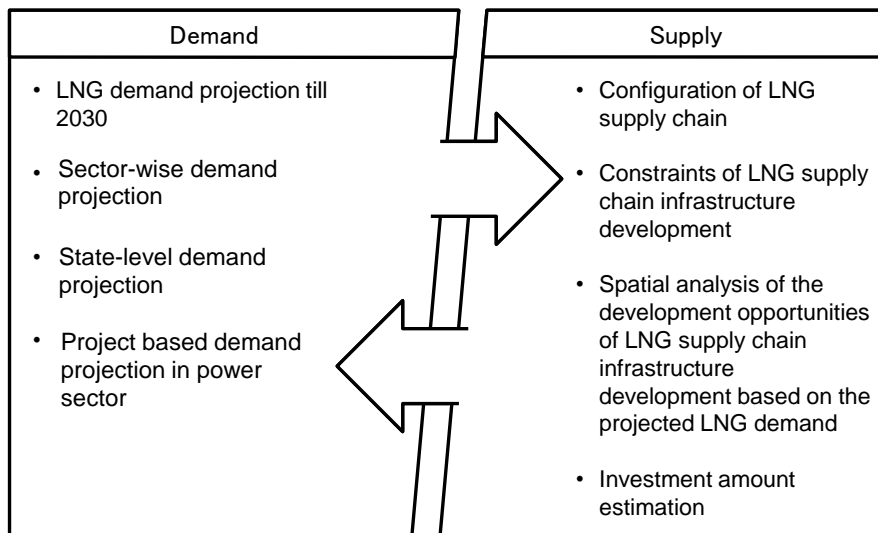 Demand
• LNG demand projection till
2030
• Sector-wise demand
projection
• State-level demand
projection
• Project based demand
projection in power
sector
Supply
• Configuration of LNG
supply chain
• Constraints of LNG supply
chain infrastructure
development
• Spatial analysis of the
development opportunities
of LNG supply chain
infrastructure
development based on the
projected LNG demand
• Investment amount
estimation